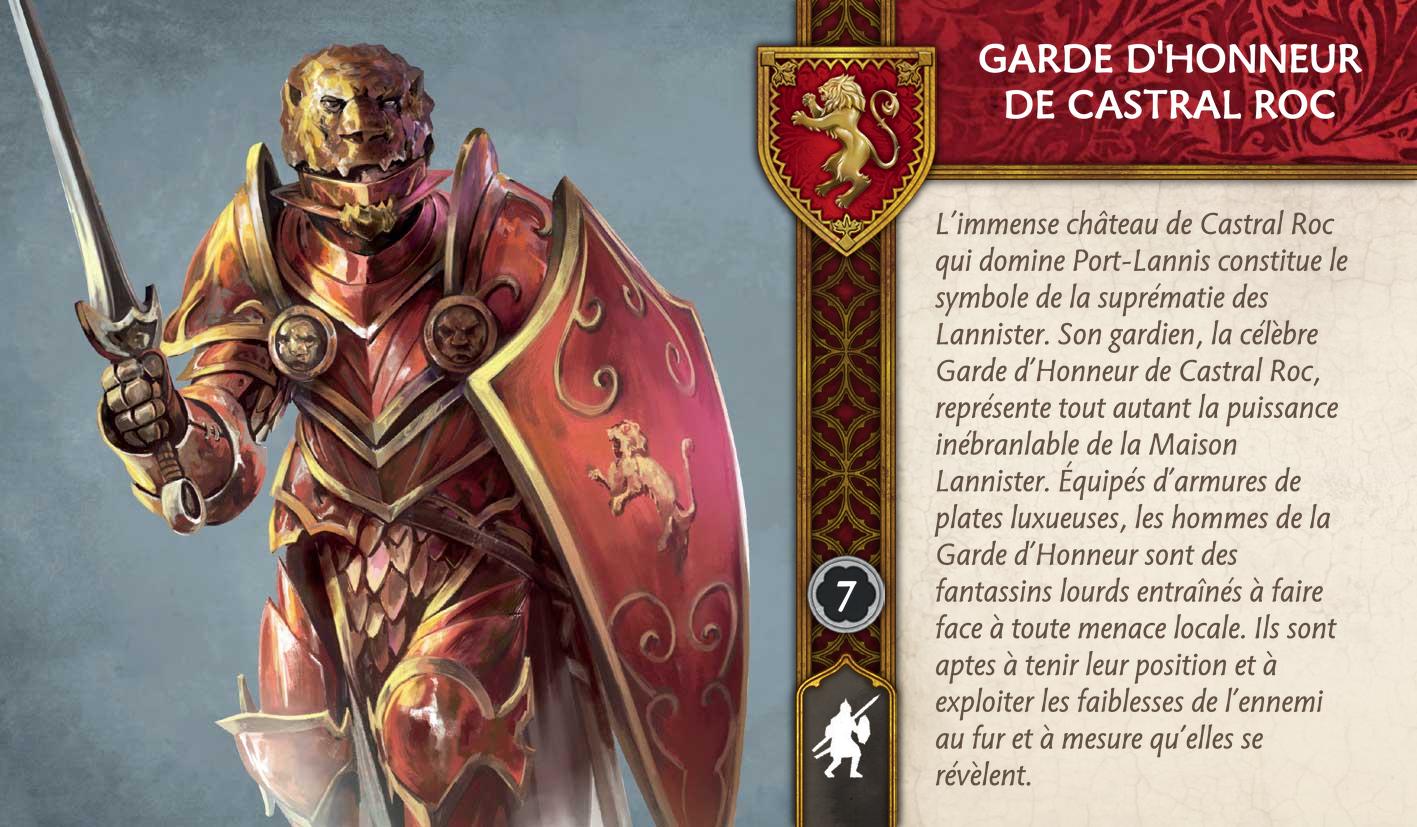 GARDE D'HONNEUR
DE CASTRAL ROC
L'immense château de Castral Roc
qui domine Port-Lannis constitue le
symbole de la suprématie des
Lannister. Son gardien, la célèbre
Garde d'Honneur de Castral Roc,
représente tout autant la puissance
inébranlable de la Maison
Lannister. Équipés d'armures de
plates luxueuses, les hommes de la
Garde d'Honneur sont des
fantassins lourds entraînés à faire
face à toute menace locale. Ils sont
aptes à tenir leur position et à
exploiter les faiblesses de l'ennemi
au fur et à mesure qu'elles se
révèlent.
7